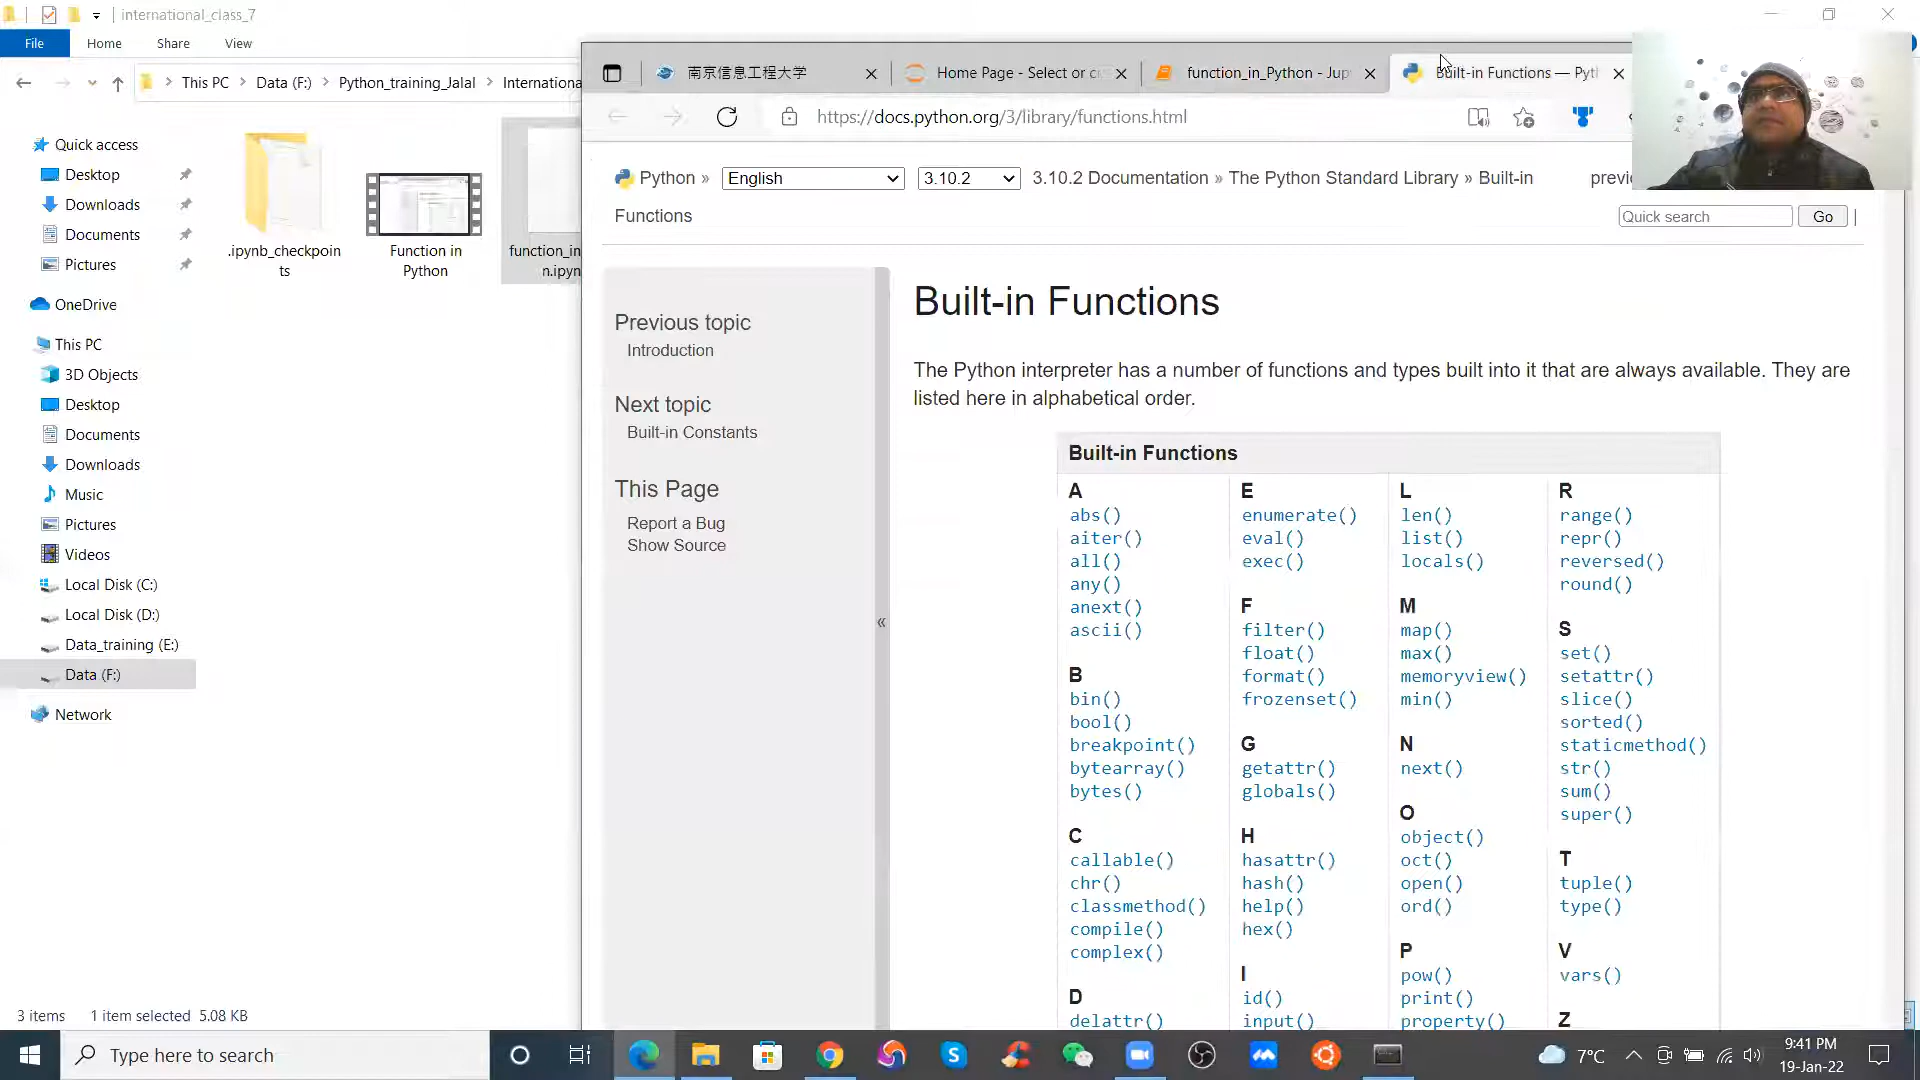 international_class_7
File Home Share View
This PC Data (F:) Python_training_Jalal Internationa
Quick access
Desktop
Downloads
Documents
Pictures
OneDrive
This PC
3D Objects
Desktop
Documents
Downloads
Music
Pictures
Videos
Local Disk (C:)
Local Disk (D:)
Data_training (E:)
Data (F:)
Network
.ipynb_checkpoin
ts
Function in
Python
function_in
n.ipyn
3 items 1 item selected 5.08 KB
南京信息工程大学 Home Page - Select or c function_in_Python - Jup Built-in Functions — Pyth
https://docs.python.org/3/library/functions.html
Python » English 3.10.2 3.10.2 Documentation » The Python Standard Library » Built-in previ
Functions
Quick search Go |
Previous topic
Introduction
Next topic
Built-in Constants
This Page
Report a Bug
Show Source
«
Built-in Functions
The Python interpreter has a number of functions and types built into it that are always available. They are
listed here in alphabetical order.
Built-in Functions
A
abs()
aiter()
all()
any()
anext()
ascii()
B
bin()
bool()
breakpoint()
bytearray()
bytes()
C
callable()
chr()
classmethod()
compile()
complex()
D
delattr()
E
enumerate()
eval()
exec()
F
filter()
float()
format()
frozenset()
G
getattr()
globals()
H
hasattr()
hash()
help()
hex()
I
id()
input()
L
len()
list()
locals()
M
map()
max()
memoryview()
min()
N
next()
O
object()
oct()
open()
ord()
P
pow()
print()
property()
R
range()
repr()
reversed()
round()
S
set()
setattr()
slice()
sorted()
staticmethod()
str()
sum()
super()
T
tuple()
type()
V
vars()
Z
Type here to search
7°C
9:41 PM
19-Jan-22